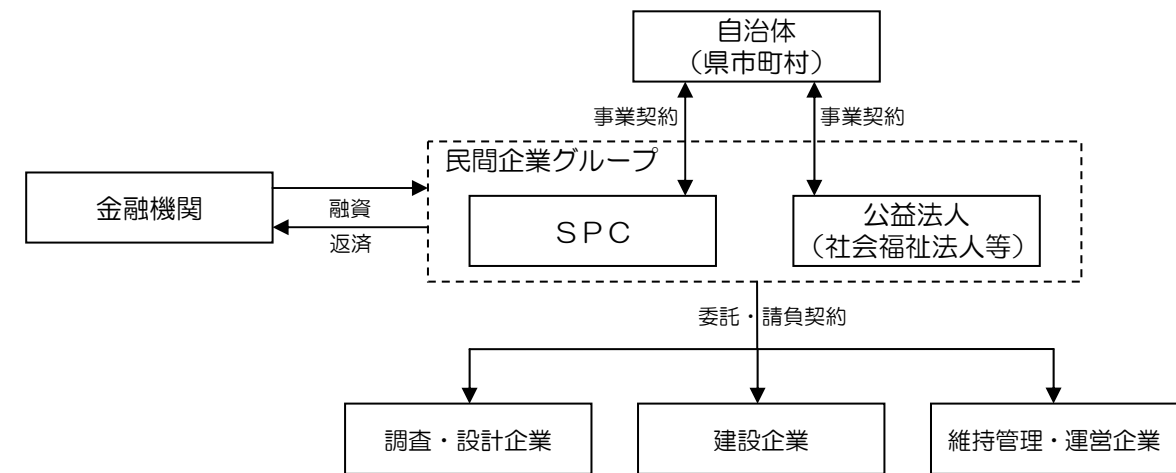 自治体
(県市町村)
事業契約
事業契約
民間企業グループ
金融機関
融資
返済
SPC
公益法人
(社会福祉法人等)
委託・請負契約
調査・設計企業
建設企業
維持管理・運営企業